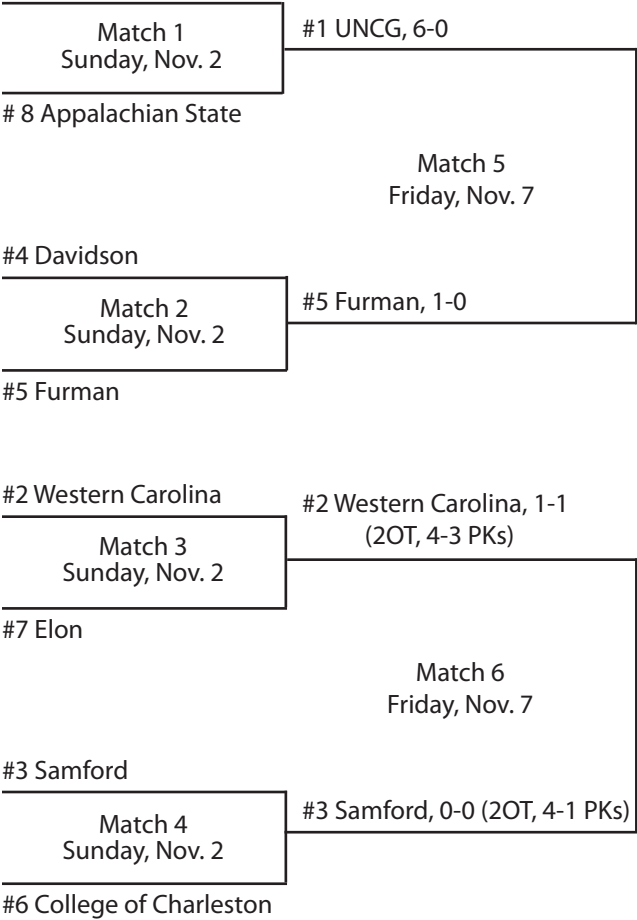 Match 1
Sunday, Nov. 2
#1 UNCG, 6-0
# 8 Appalachian State
Match 5
Friday, Nov. 7
#4 Davidson
Match 2
Sunday, Nov. 2
#5 Furman, 1-0
#5 Furman
#2 Western Carolina
#2 Western Carolina, 1-1
(2OT, 4-3 PKs)
Match 3
Sunday, Nov. 2
#7 Elon
Match 6
Friday, Nov. 7
#3 Samford
Match 4
Sunday, Nov. 2
#3 Samford, 0-0 (2OT, 4-1 PKs)
#6 College of Charleston